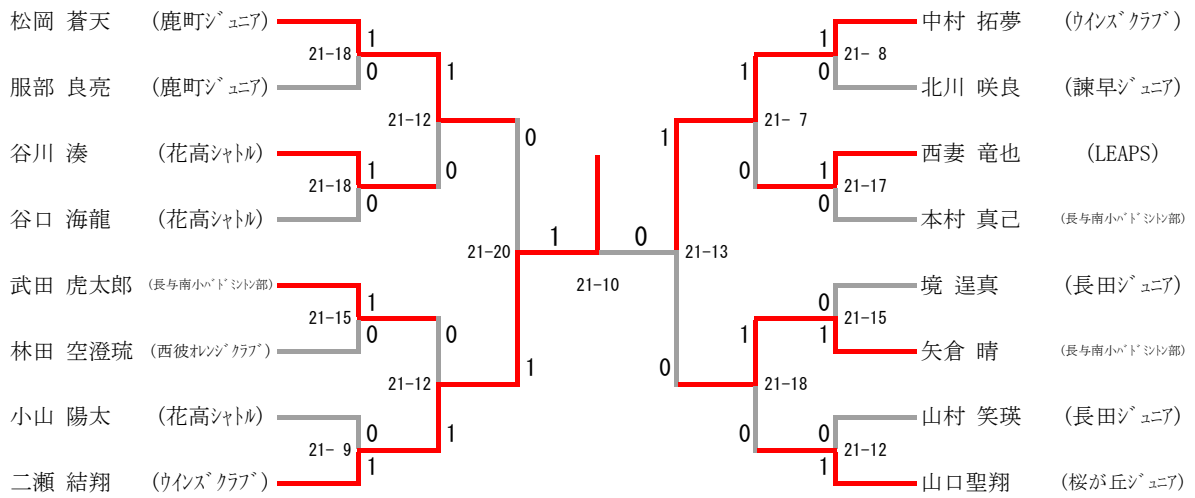 松岡 蒼天 (鹿町ジュニア) 1 1 中村 拓夢 (ウインズクラブ)
21-18 1 21- 8
服部 良亮 (鹿町ジュニア) 0 0 北川 咲良 (諫早ジュニア)
21-12 0 1 21- 7
谷川 湊 (花高シャトル) 1 0 0 1 西妻 竜也 (LEAPS)
21-18 21-17
谷口 海龍 (花高シャトル) 0 0 本村 真己 (長与南小バドミントン部)
21-20 1 0 21-13
武田 虎太郎 (長与南小バドミントン部) 1 21-10 0 境 逞真 (長田ジュニア)
21-15 0 1 21-15
林田 空澄琉 (西彼オレンジクラブ) 0 1 矢倉 晴 (長与南小バドミントン部)
21-12 1 0 21-18
小山 陽太 (花高シャトル) 0 1 0 0 山村 笑瑛 (長田ジュニア)
21- 9 21-12
二瀬 結翔 (ウインズクラブ) 1 1 山口聖翔 (桜が丘ジュニア)